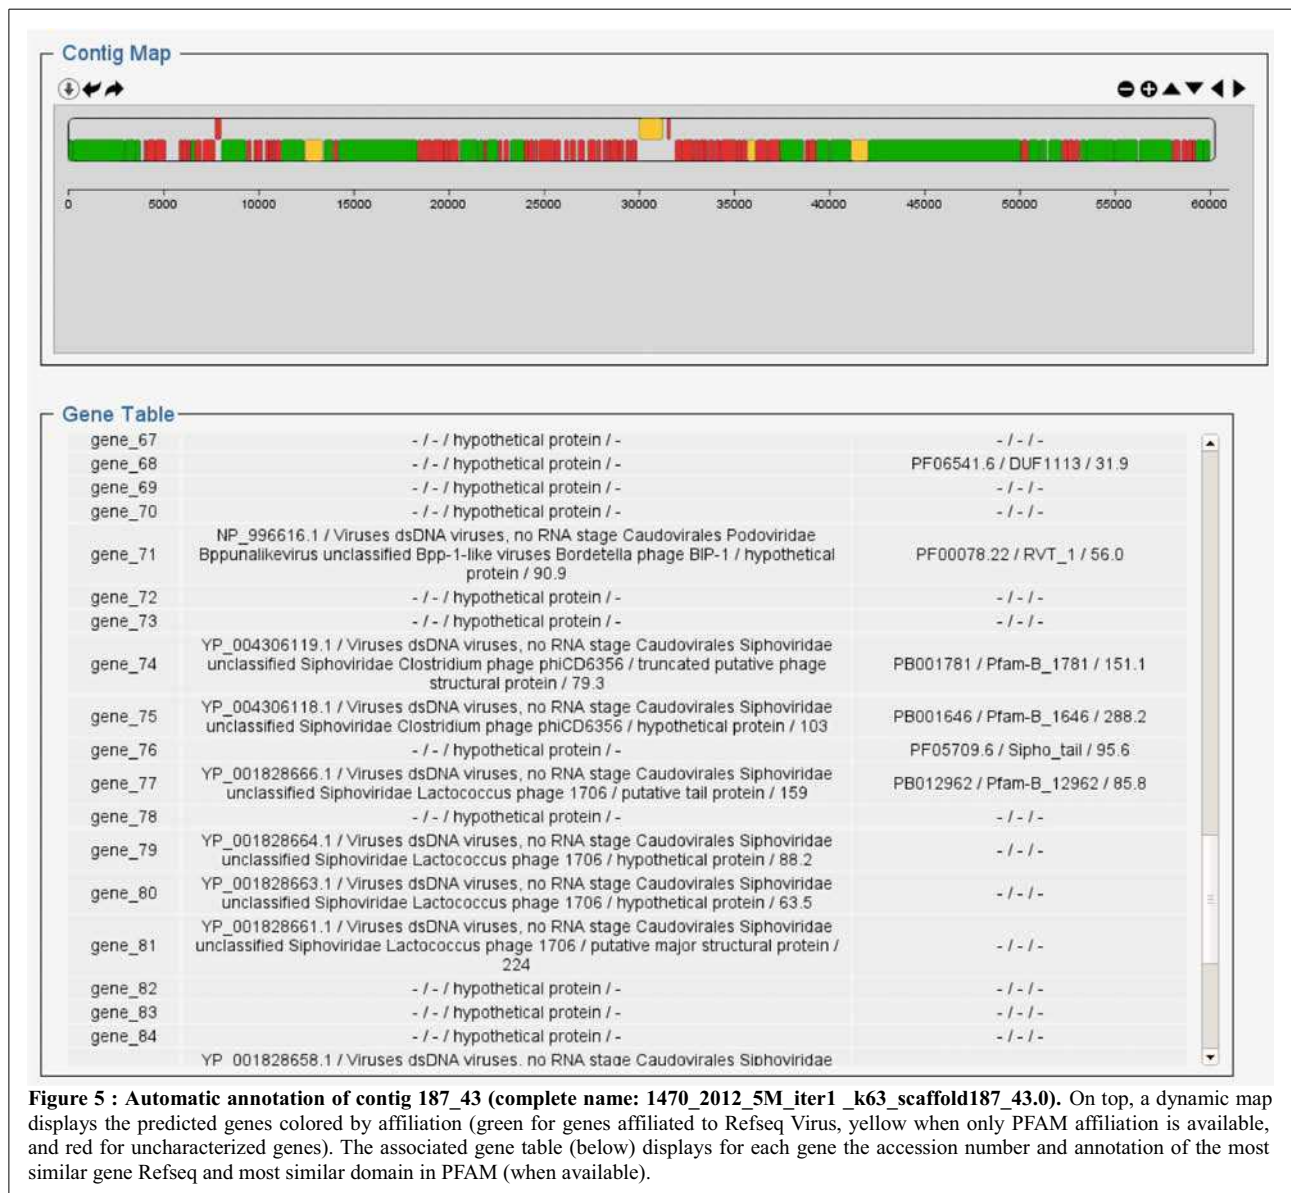 Contig Map
0 5000 10000 15000 20000 25000 30000 35000 40000 45000 50000 55000 60000
Gene Table
gene_67 - / - / hypothetical protein / - - / - / -
gene_68 - / - / hypothetical protein / - PF06541.6 / DUF1113 / 31.9
gene_69 - / - / hypothetical protein / - - / - / -
gene_70 - / - / hypothetical protein / - - / - / -
NP_996616.1 / Viruses dsDNA viruses, no RNA stage Caudovirales Podoviridae
gene_71 Bppunalikevirus unclassified Bpp-1-like viruses Bordetella phage BIP-1 / hypothetical PF00078.22 / RVT_1 / 56.0
protein / 90.9
gene_72 - / - / hypothetical protein / - - / - / -
gene_73 - / - / hypothetical protein / - - / - / -
YP_004306119.1 / Viruses dsDNA viruses, no RNA stage Caudovirales Siphoviridae
gene_74 unclassified Siphoviridae Clostridium phage phiCD6356 / truncated putative phage PB001781 / Pfam-B_1781 / 151.1
structural protein / 79.3
YP_004306118.1 / Viruses dsDNA viruses, no RNA stage Caudovirales Siphoviridae
gene_75 unclassified Siphoviridae Clostridium phage phiCD6356 / hypothetical protein / 103 PB001646 / Pfam-B_1646 / 288.2
gene_76 - / - / hypothetical protein / - PF05709.6 / Sipho_tail / 95.6
YP_001828666.1 / Viruses dsDNA viruses, no RNA stage Caudovirales Siphoviridae
gene_77 unclassified Siphoviridae Lactococcus phage 1706 / putative tail protein / 159 PB012962 / Pfam-B_12962 / 85.8
gene_78 - / - / hypothetical protein / - - / - / -
YP_001828664.1 / Viruses dsDNA viruses, no RNA stage Caudovirales Siphoviridae
gene_79 unclassified Siphoviridae Lactococcus phage 1706 / hypothetical protein / 88.2 - / - / -
YP_001828663.1 / Viruses dsDNA viruses, no RNA stage Caudovirales Siphoviridae
gene_80 unclassified Siphoviridae Lactococcus phage 1706 / hypothetical protein / 63.5 - / - / -
YP_001828661.1 / Viruses dsDNA viruses, no RNA stage Caudovirales Siphoviridae
gene_81 unclassified Siphoviridae Lactococcus phage 1706 / putative major structural protein / - / - / -
224
gene_82 - / - / hypothetical protein / - - / - / -
gene_83 - / - / hypothetical protein / - - / - / -
gene_84 - / - / hypothetical protein / - - / - / -
YP_001828658.1 / Viruses dsDNA viruses, no RNA stage Caudovirales Siphoviridae
Figure 5 : Automatic annotation of contig 187_43 (complete name: 1470_2012_5M_iter1 _k63_scaffold187_43.0). On top, a dynamic map
displays the predicted genes colored by affiliation (green for genes affiliated to Refseq Virus, yellow when only PFAM affiliation is available,
and red for uncharacterized genes). The associated gene table (below) displays for each gene the accession number and annotation of the most
similar gene Refseq and most similar domain in PFAM (when available).